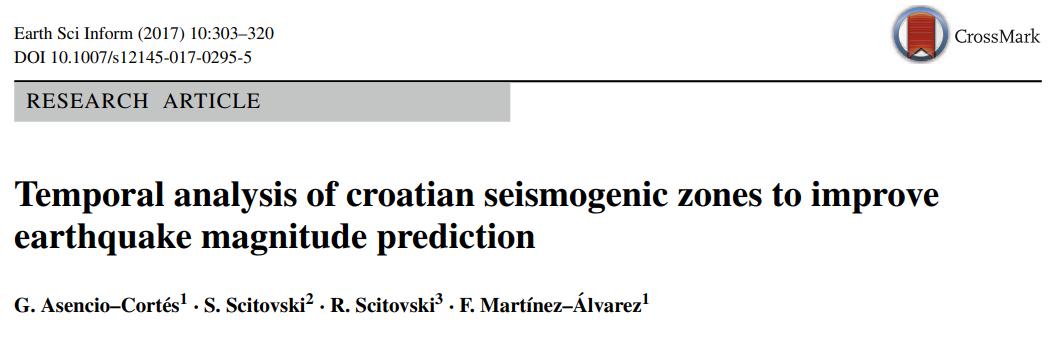 Earth Sci Inform (2017) 10:303–320
DOI 10.1007/s12145-017-0295-5
CrossMark
RESEARCH ARTICLE
Temporal analysis of croatian seismogenic zones to improve
earthquake magnitude prediction
G. Asencio–Cortés¹ · S. Scitovski² · R. Scitovski³ · F. Martínez–Álvarez¹